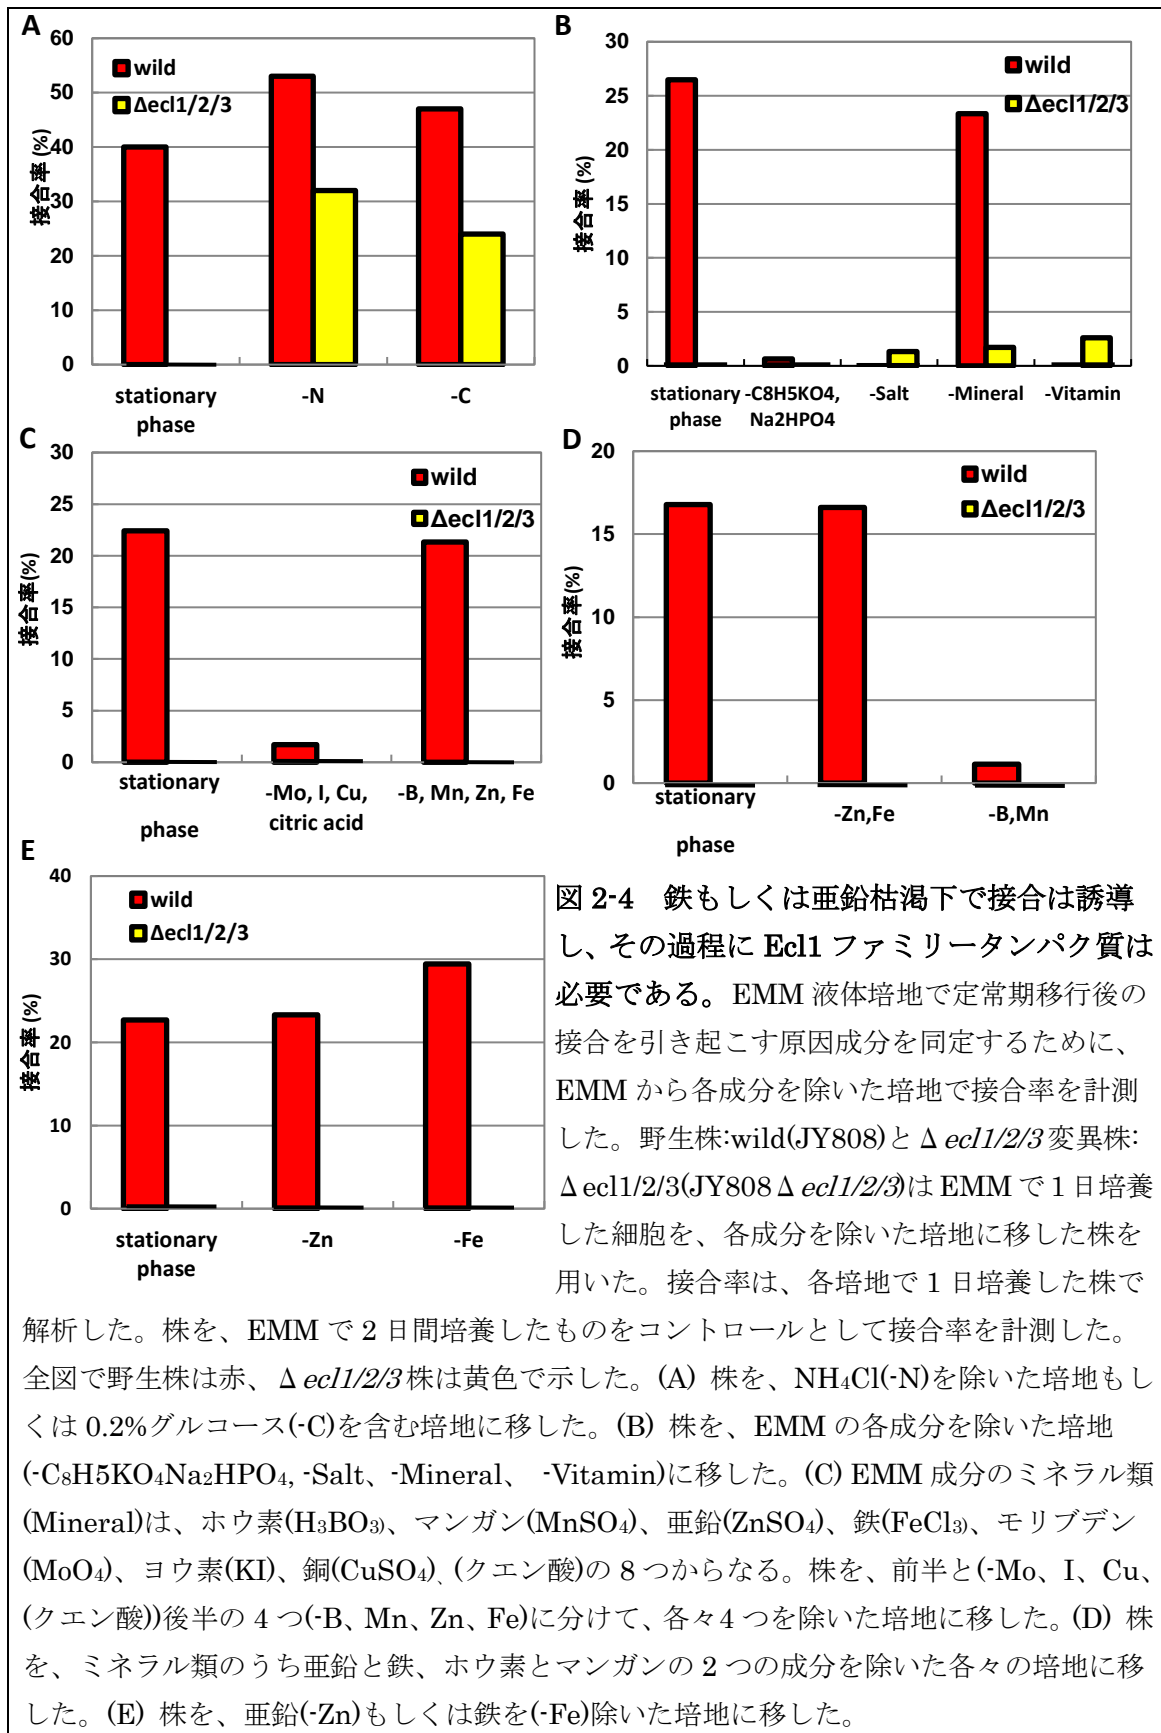 A
60
50
40
30
20
10
0
接合率 (%)
wild
Δecl1/2/3
stationary
phase
-N
-C
B
30
25
20
15
10
5
0
接合率 (%)
wild
Δecl1/2/3
stationary
phase
-C8H5KO4,
Na2HPO4
-Salt
-Mineral
-Vitamin
C
30
25
20
15
10
5
0
接合率(%)
wild
Δecl1/2/3
stationary
phase
-Mo, I, Cu,
citric acid
-B, Mn, Zn, Fe
D
20
15
10
5
0
接合率(%)
wild
Δecl1/2/3
stationary
phase
-Zn,Fe
-B,Mn
E
40
30
20
10
0
接合率 (%)
wild
Δecl1/2/3
stationary
phase
-Zn
-Fe
図 2-4 鉄もしくは亜鉛枯渇下で接合は誘導
し、その過程に Ecl1 ファミリータンパク質は
必要である。EMM 液体培地で定常期移行後の
接合を引き起こす原因成分を同定するために、
EMM から各成分を除いた培地で接合率を計測
した。野生株:wild(JY808)と Δ ecl1/2/3 変異株:
Δ ecl1/2/3(JY808 Δ ecl1/2/3)は EMM で 1 日培養
した細胞を、各成分を除いた培地に移した株を
用いた。接合率は、各培地で 1 日培養した株で
解析した。株を、EMM で 2 日間培養したものをコントロールとして接合率を計測した。
全図で野生株は赤、Δ ecl1/2/3 株は黄色で示した。(A) 株を、NH₄Cl(-N)を除いた培地もし
くは 0.2%グルコース(-C)を含む培地に移した。(B) 株を、EMM の各成分を除いた培地
(-C₈H5KO₄Na₂HPO₄, -Salt、-Mineral、 -Vitamin)に移した。(C) EMM 成分のミネラル類
(Mineral)は、ホウ素(H₃BO₃)、マンガン(MnSO₄)、亜鉛(ZnSO₄)、鉄(FeCl₃)、モリブデン
(MoO₄)、ヨウ素(KI)、銅(CuSO₄)、(クエン酸)の 8 つからなる。株を、前半と(-Mo、I、Cu、
(クエン酸))後半の 4 つ(-B、Mn、Zn、Fe)に分けて、各々4 つを除いた培地に移した。(D) 株
を、ミネラル類のうち亜鉛と鉄、ホウ素とマンガンの 2 つの成分を除いた各々の培地に移
した。(E) 株を、亜鉛(-Zn)もしくは鉄を(-Fe)除いた培地に移した。